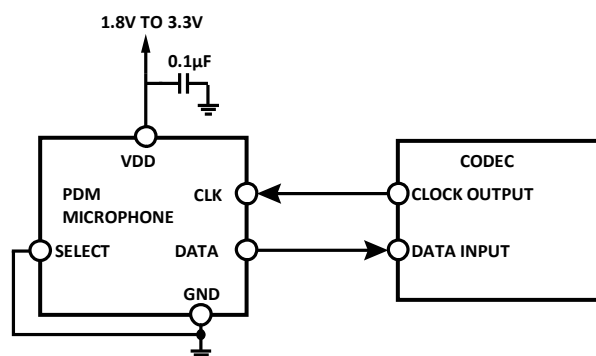 1.8V TO 3.3V
0.1µF
VDD
CODEC
PDM
MICROPHONE
CLK
CLOCK OUTPUT
SELECT
DATA
DATA INPUT
GND